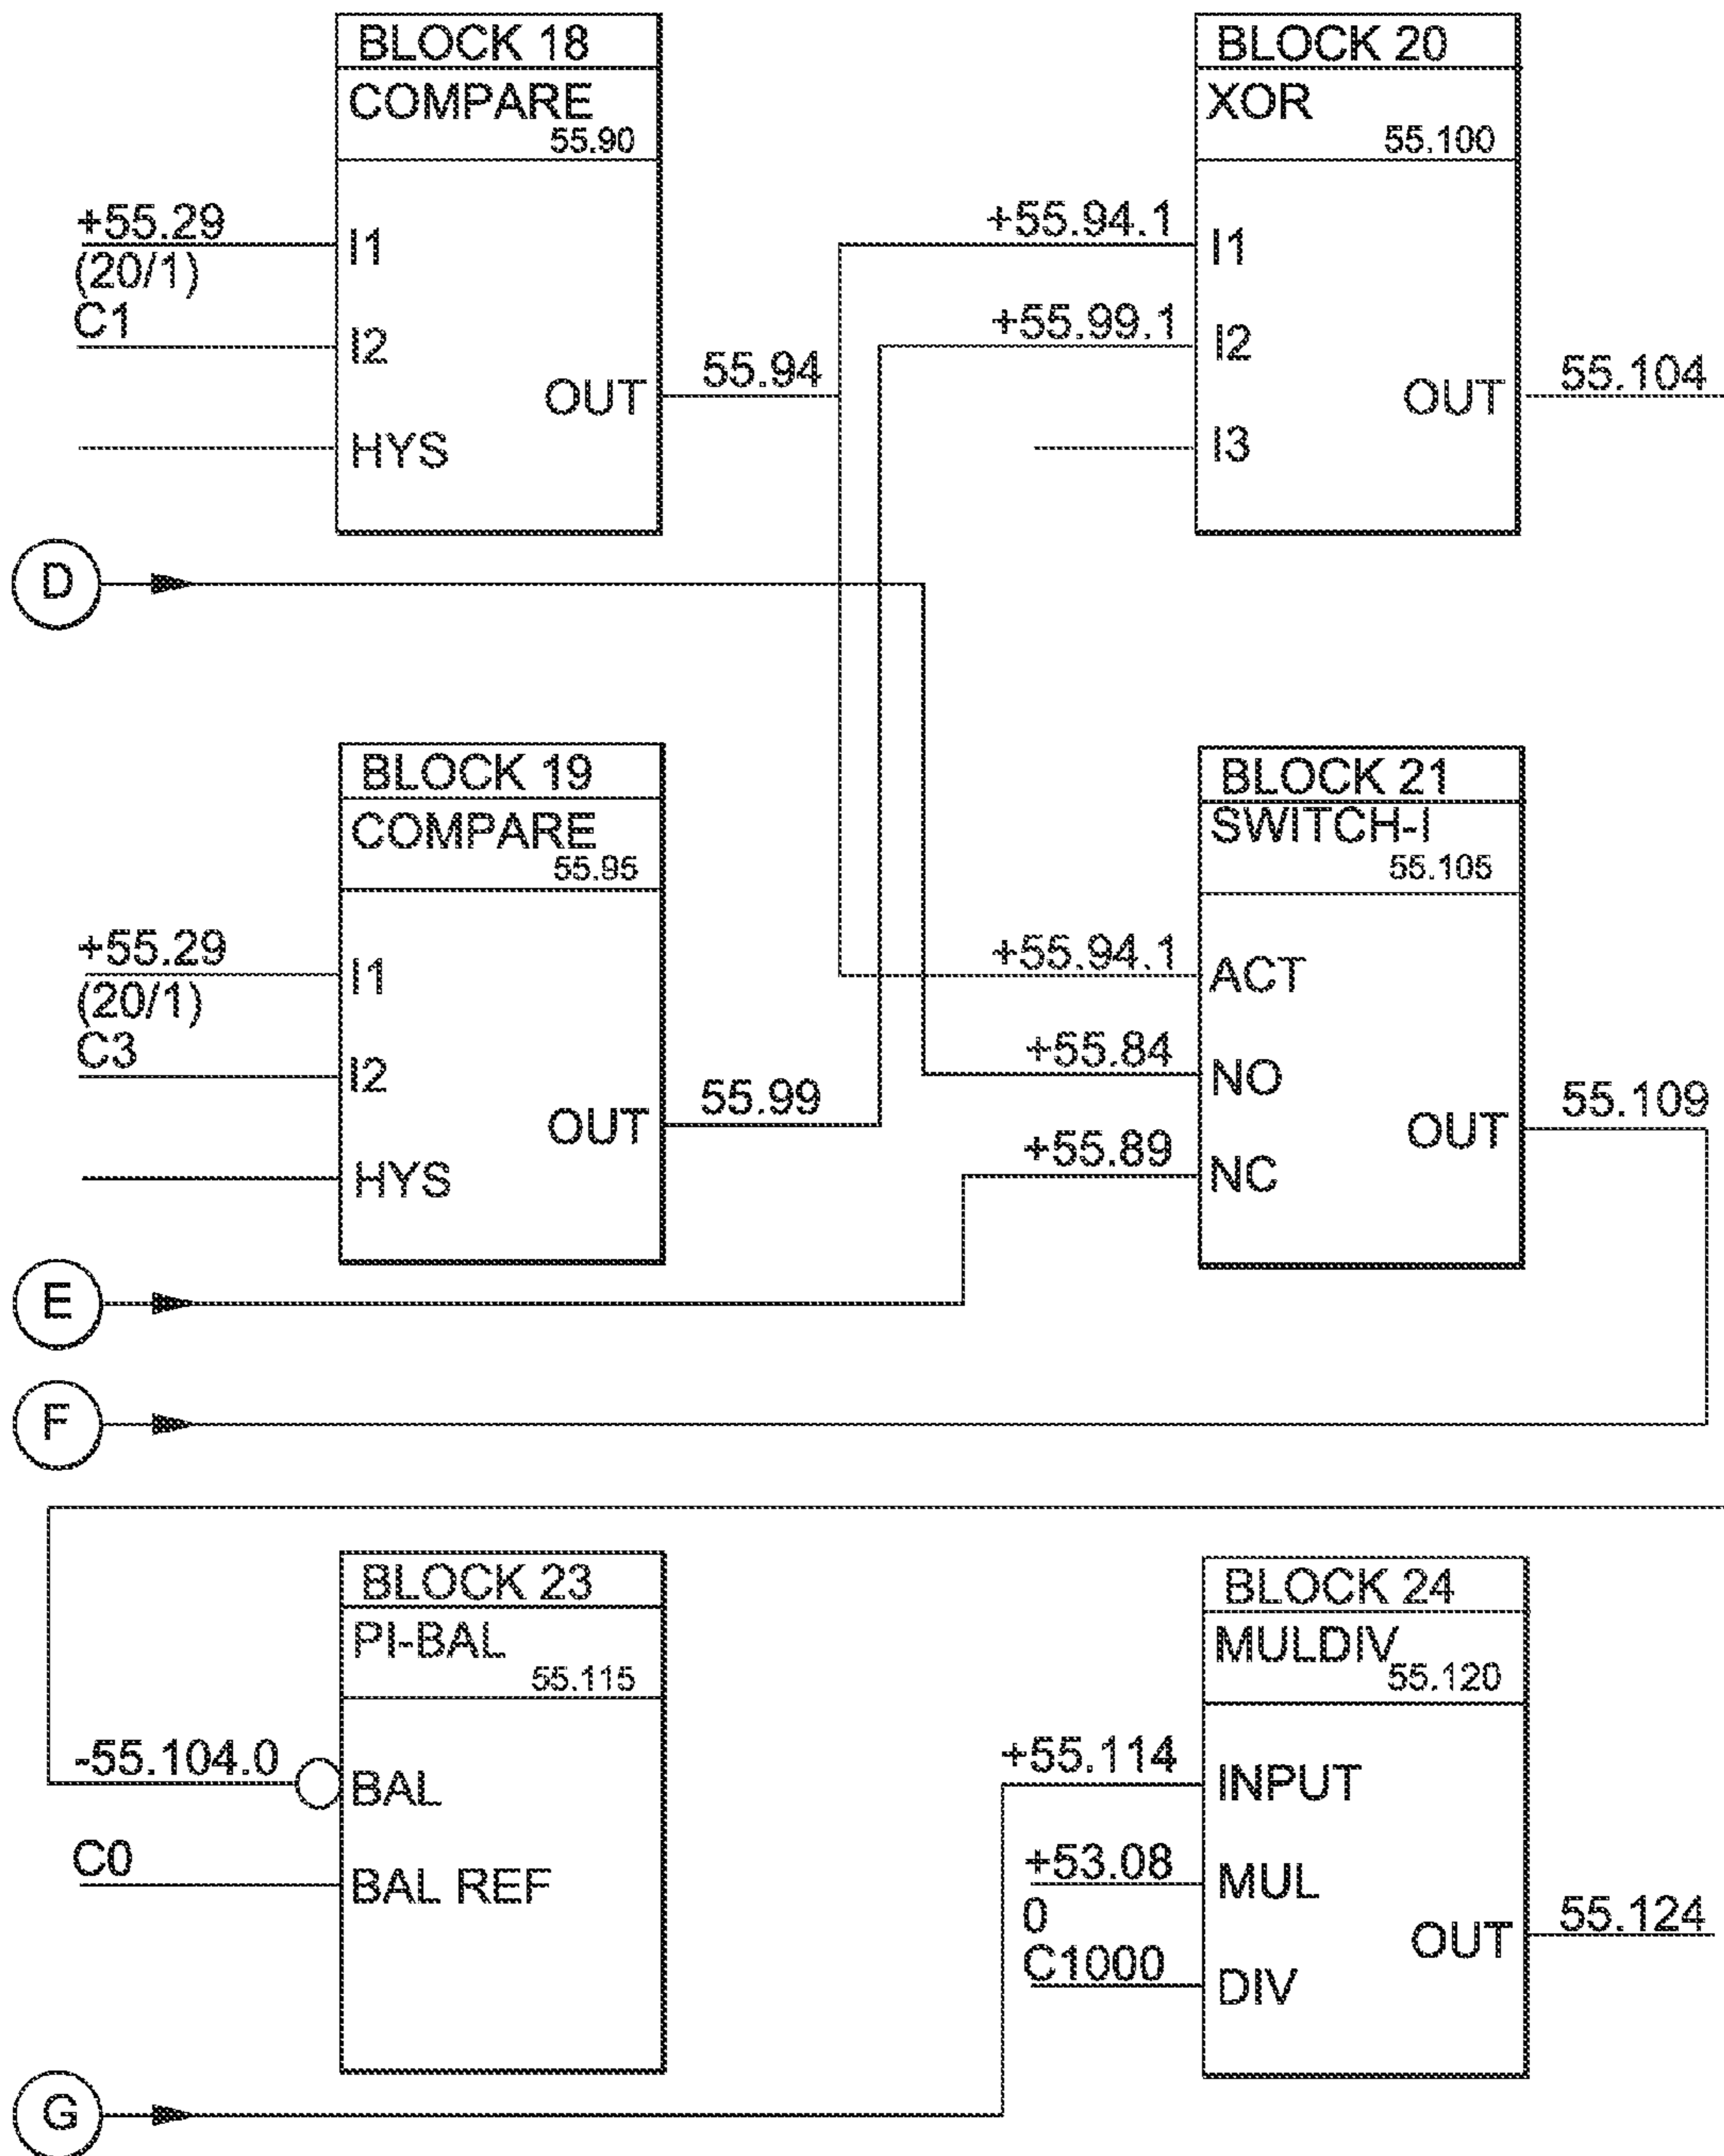 BLOCK 18
COMPARE
55.90
+55.29
(20/1)
C1
I1
I2
HYS
OUT
55.94
BLOCK 20
XOR
55.100
+55.94.1
+55.99.1
I1
I2
I3
OUT
55.104
D
BLOCK 19
COMPARE
55.95
+55.29
(20/1)
C3
I1
I2
HYS
OUT
55.99
BLOCK 21
SWITCH-I
55.105
+55.94.1
+55.84
+55.89
ACT
NO
NC
OUT
55.109
E
F
BLOCK 23
PI-BAL
55.115
-55.104.0
BAL
C0
BAL REF
BLOCK 24
MULDIV
55.120
+55.114
INPUT
+53.08
0
MUL
C1000
DIV
OUT
55.124
G